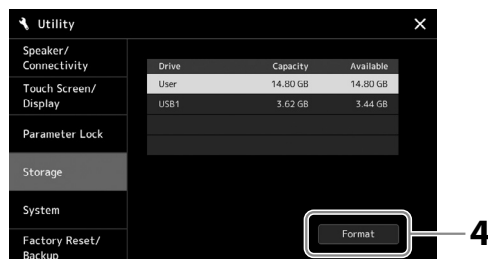 Utility
Speaker/
Connectivity
Touch Screen/
Display
Parameter Lock
Storage
System
Factory Reset/
Backup
Drive Capacity Available
User 14.80 GB 14.80 GB
USB1 3.62 GB 3.44 GB
Format
4